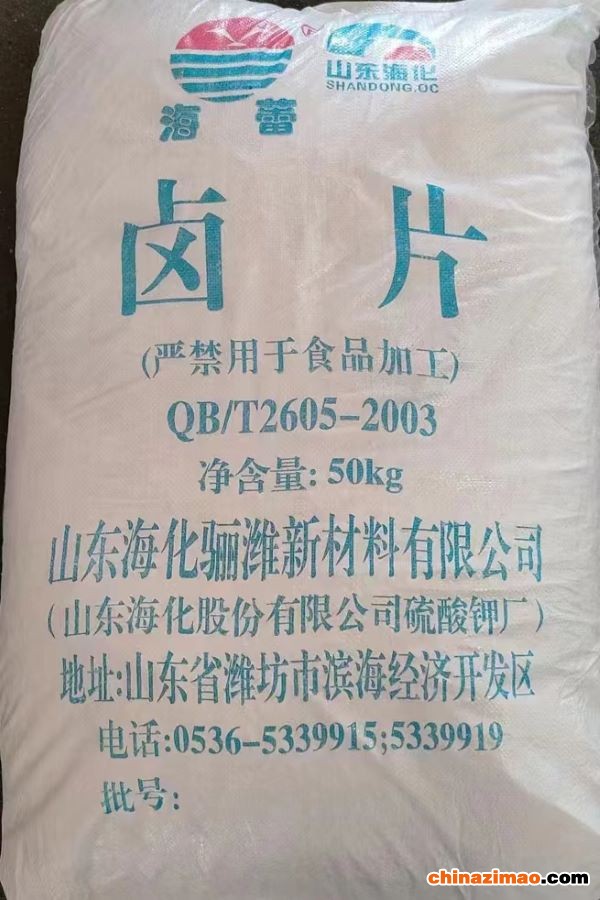 山东海化
SHANDONG.OC
海蕾
卤片
(严禁用于食品加工)
QB/T2605-2003
净含量: 50kg
山东海化骊潍新材料有限公司
(山东海化股份有限公司硫酸钾厂)
地址:山东省潍坊市滨海经济开发区
电话:0536-5339915;5339919
批号:
chinazimao.com